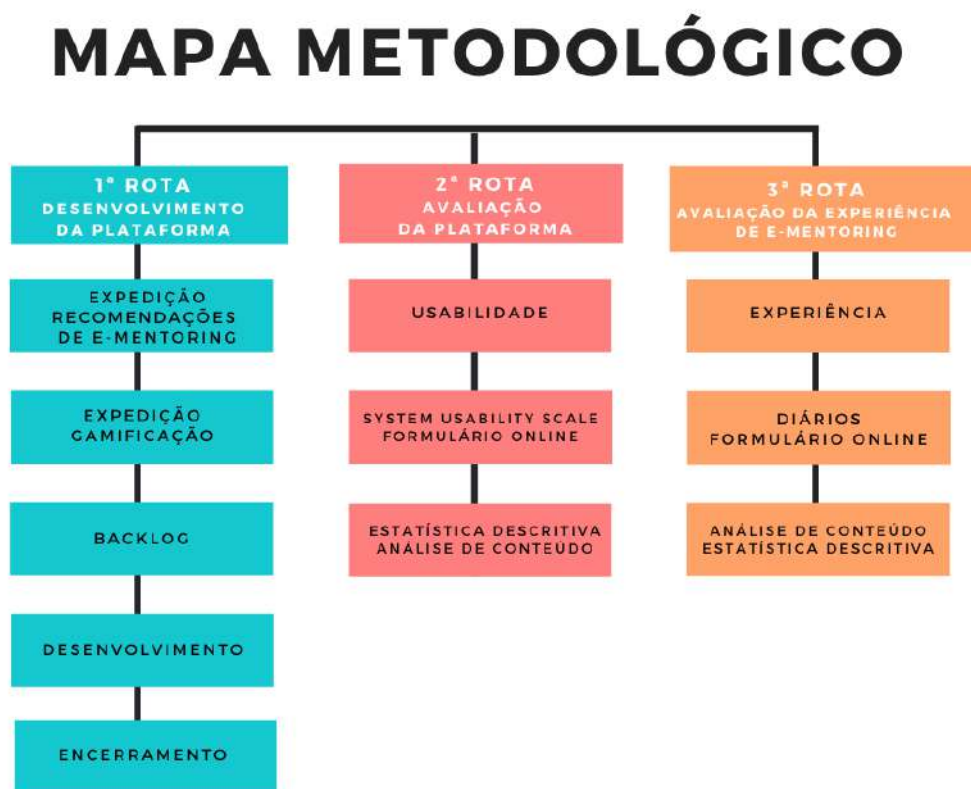 MAPA METODOLÓGICO
1ª ROTA
DESENVOLVIMENTO
DA PLATAFORMA
EXPEDIÇÃO
RECOMENDAÇÕES
DE E-MENTORING
EXPEDIÇÃO
GAMIFICAÇÃO
BACKLOG
DESENVOLVIMENTO
ENCERRAMENTO
2ª ROTA
AVALIAÇÃO
DA PLATAFORMA
USABILIDADE
SYSTEM USABILITY SCALE
FORMULÁRIO ONLINE
ESTATÍSTICA DESCRITIVA
ANÁLISE DE CONTEÚDO
3ª ROTA
AVALIAÇÃO DA EXPERIÊNCIA
DE E-MENTORING
EXPERIÊNCIA
DIÁRIOS
FORMULÁRIO ONLINE
ANÁLISE DE CONTEÚDO
ESTATÍSTICA DESCRITIVA